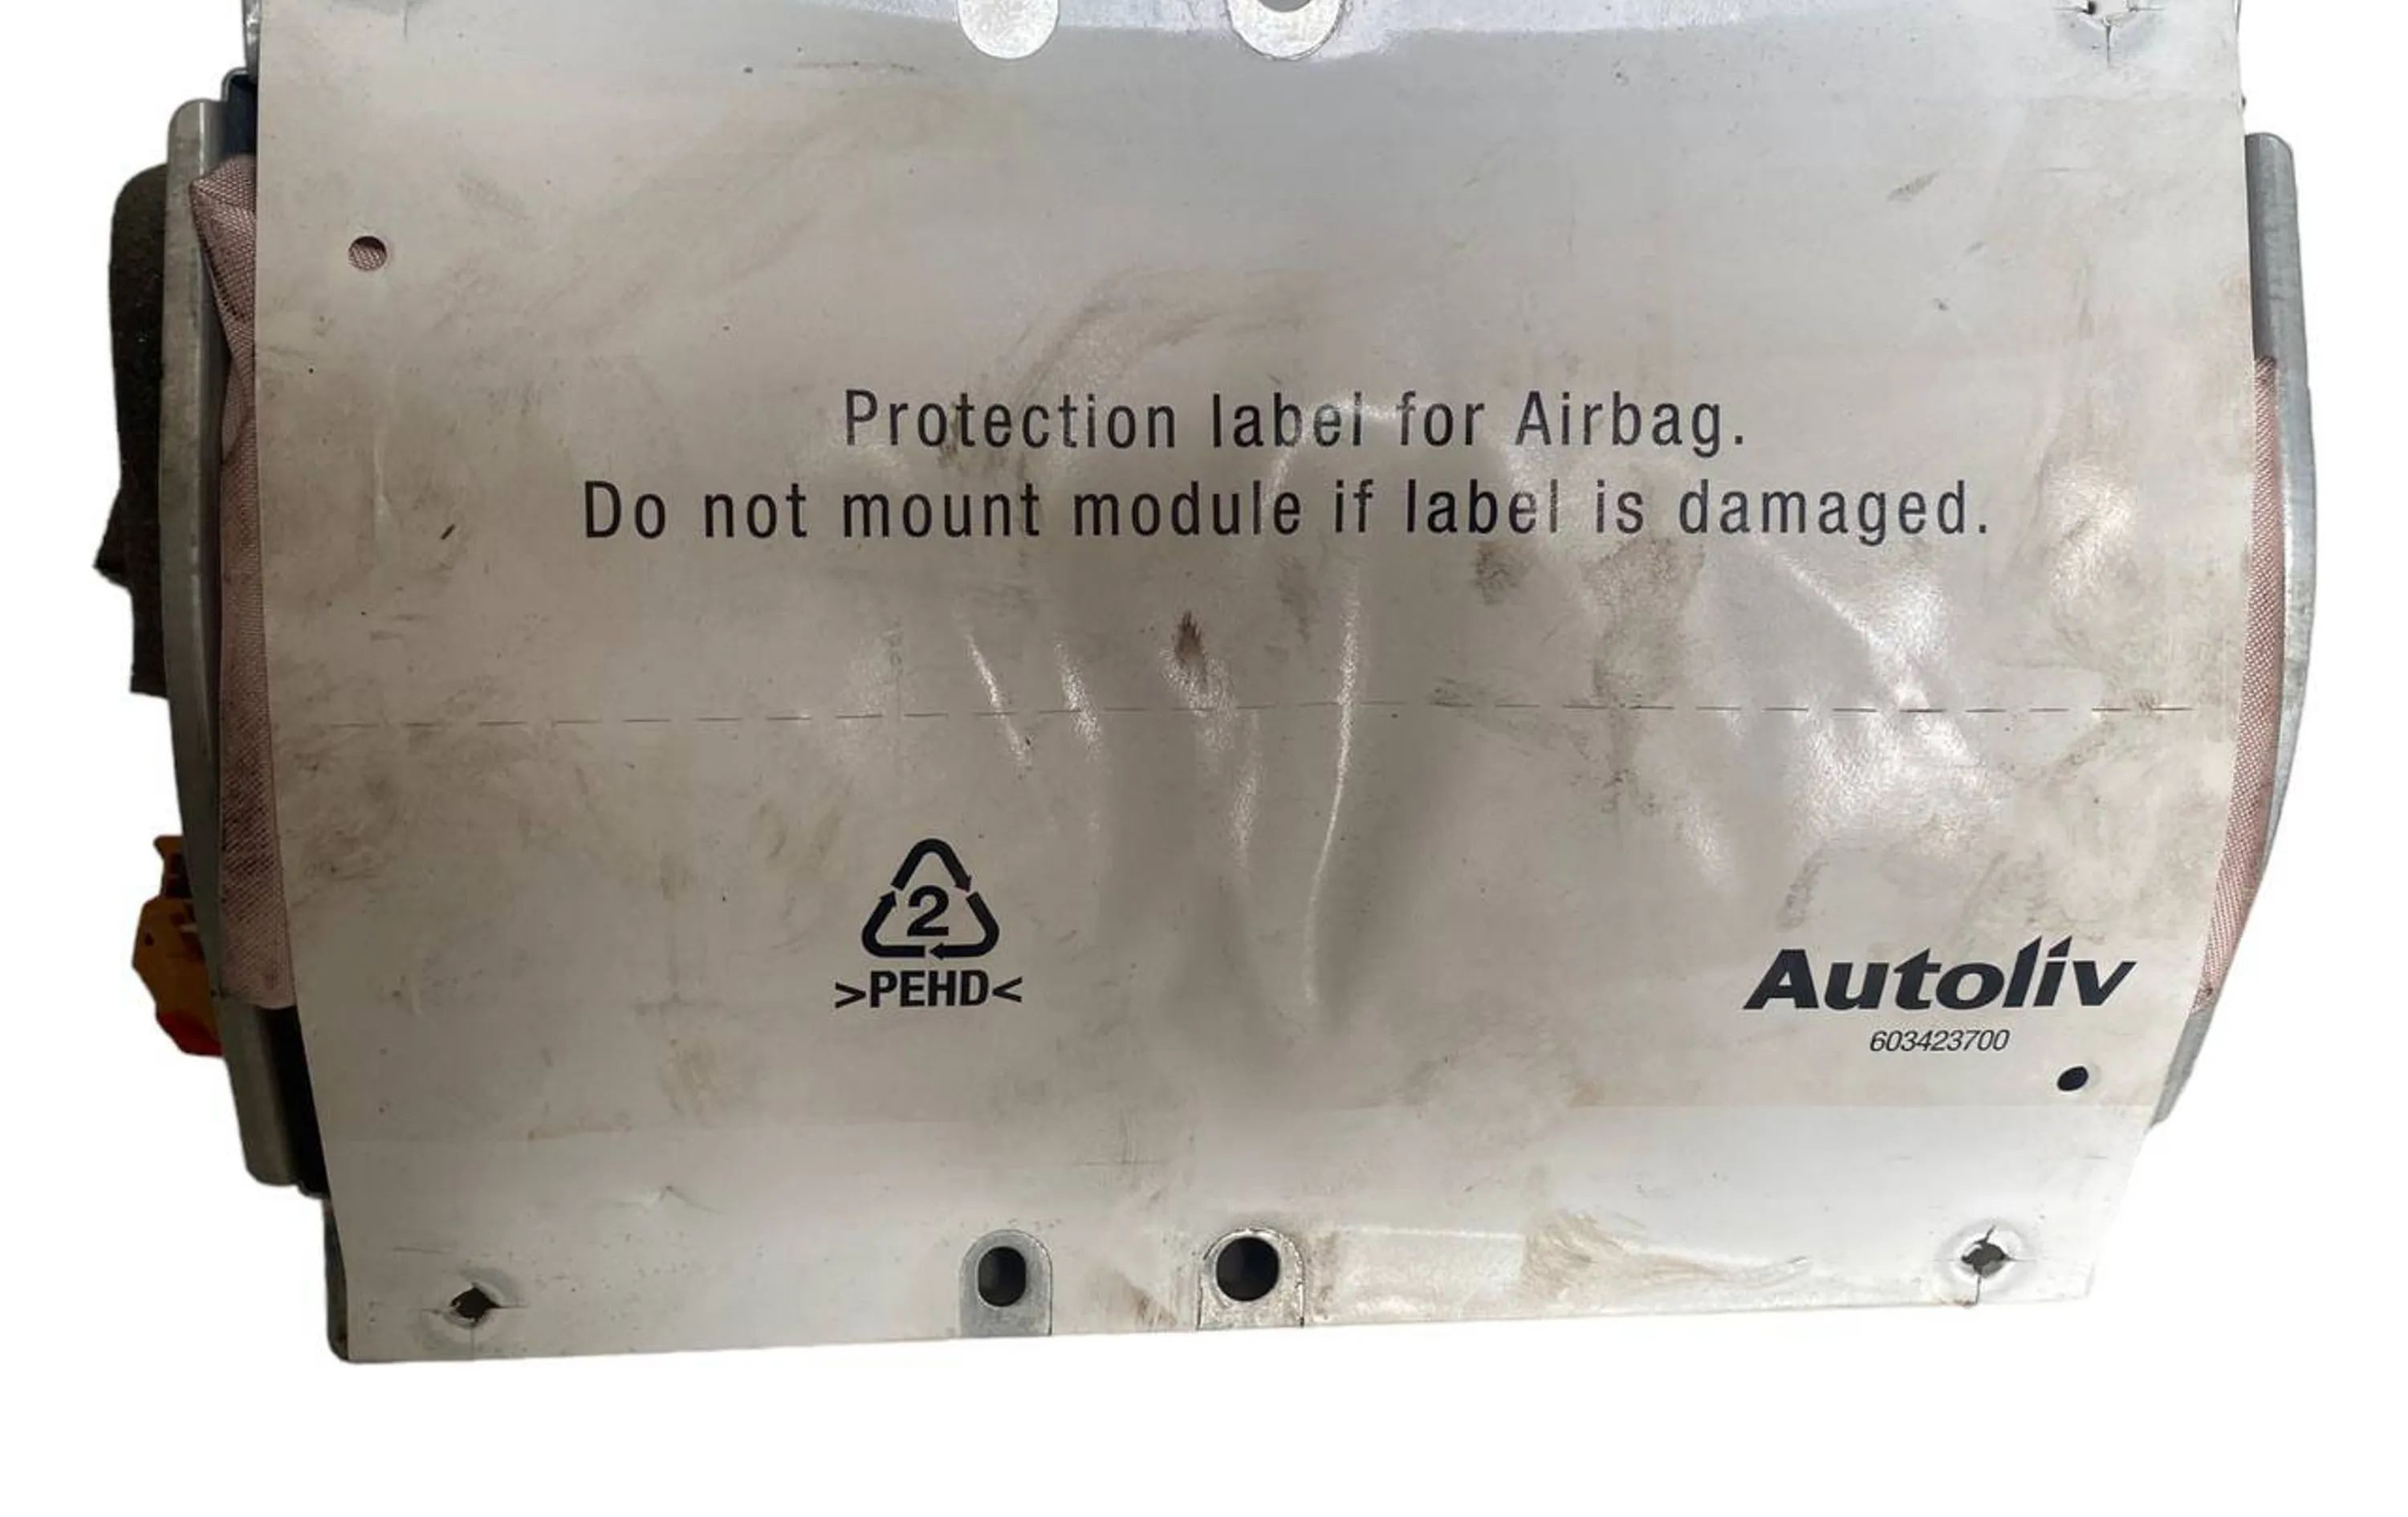 Protection label for Airbag.
Do not mount module if label is damaged.
2
>PEHD<
Autoliv
603423700